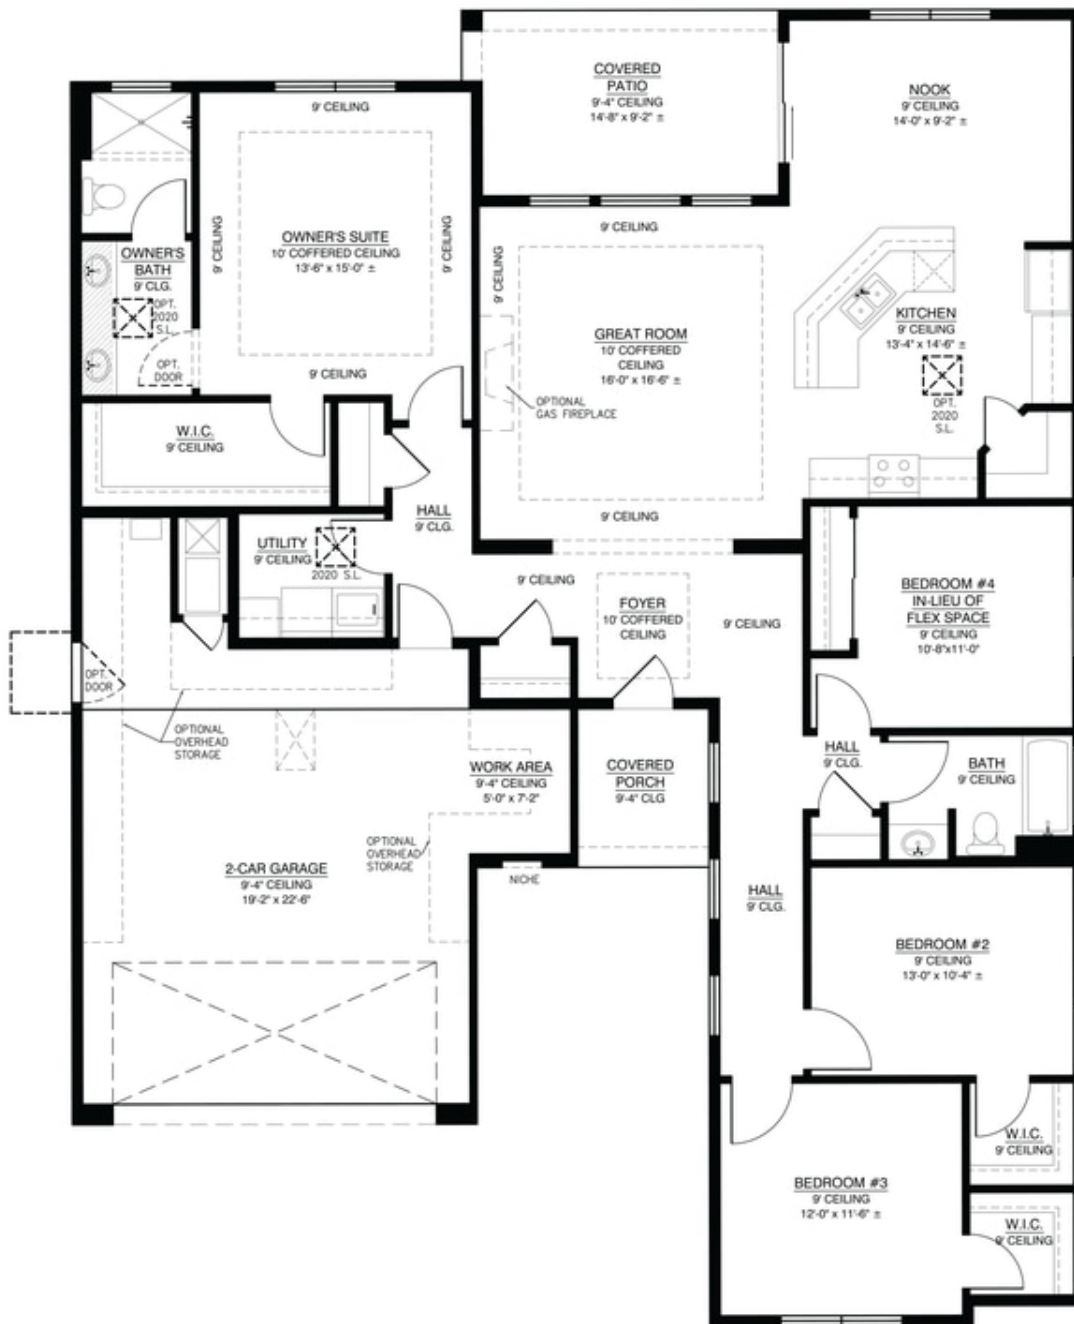 COVERED
PATIO
9'-4" CEILING
14'-8" x 9'-2" ±
NOOK
9' CEILING
14'-0" x 9'-2" ±
9' CEILING
9' CEILING
OWNER'S SUITE
10' COFFERED CEILING
13'-6" x 15'-0" ±
9' CEILING
9' CEILING
OWNER'S
BATH
9' CLG.
OPT.
2020
S.L.
OPT.
DOOR
9' CEILING
9' CEILING
GREAT ROOM
10' COFFERED
CEILING
16'-0" x 16'-6" ±
OPTIONAL
GAS FIREPLACE
9' CEILING
KITCHEN
9' CEILING
13'-4" x 14'-6" ±
OPT.
2020
S.L.
W.I.C.
9' CEILING
HALL
9' CLG.
UTILITY
9' CEILING
2020 S.L.
9' CEILING
FOYER
10' COFFERED
CEILING
9' CEILING
BEDROOM #4
IN-LIEU OF
FLEX SPACE
9' CEILING
10'-8"x11'-0"
OPT.
DOOR
OPTIONAL
OVERHEAD
STORAGE
WORK AREA
9'-4" CEILING
5'-0" x 7'-2"
COVERED
PORCH
9'-4" CLG
HALL
9' CLG.
BATH
9' CEILING
OPTIONAL
OVERHEAD
STORAGE
2-CAR GARAGE
9'-4" CEILING
19'-2" x 22'-6"
NICHE
HALL
9' CLG.
BEDROOM #2
9' CEILING
13'-0" x 10'-4" ±
W.I.C.
9' CEILING
BEDROOM #3
9' CEILING
12'-0" x 11'-6" ±
W.I.C.
9' CEILING